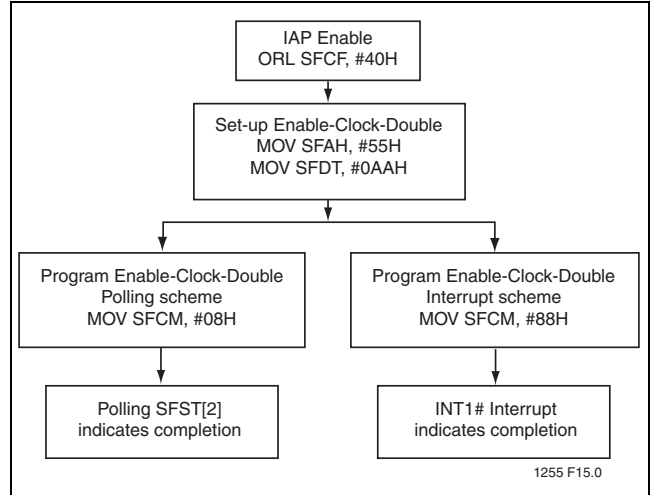 IAP Enable
ORL SFCF, #40H
Set-up Enable-Clock-Double
MOV SFAH, #55H
MOV SFDT, #0AAH
Program Enable-Clock-Double
Polling scheme
MOV SFCM, #08H
Program Enable-Clock-Double
Interrupt scheme
MOV SFCM, #88H
Polling SFST[2]
indicates completion
INT1# Interrupt
indicates completion
1255 F15.0